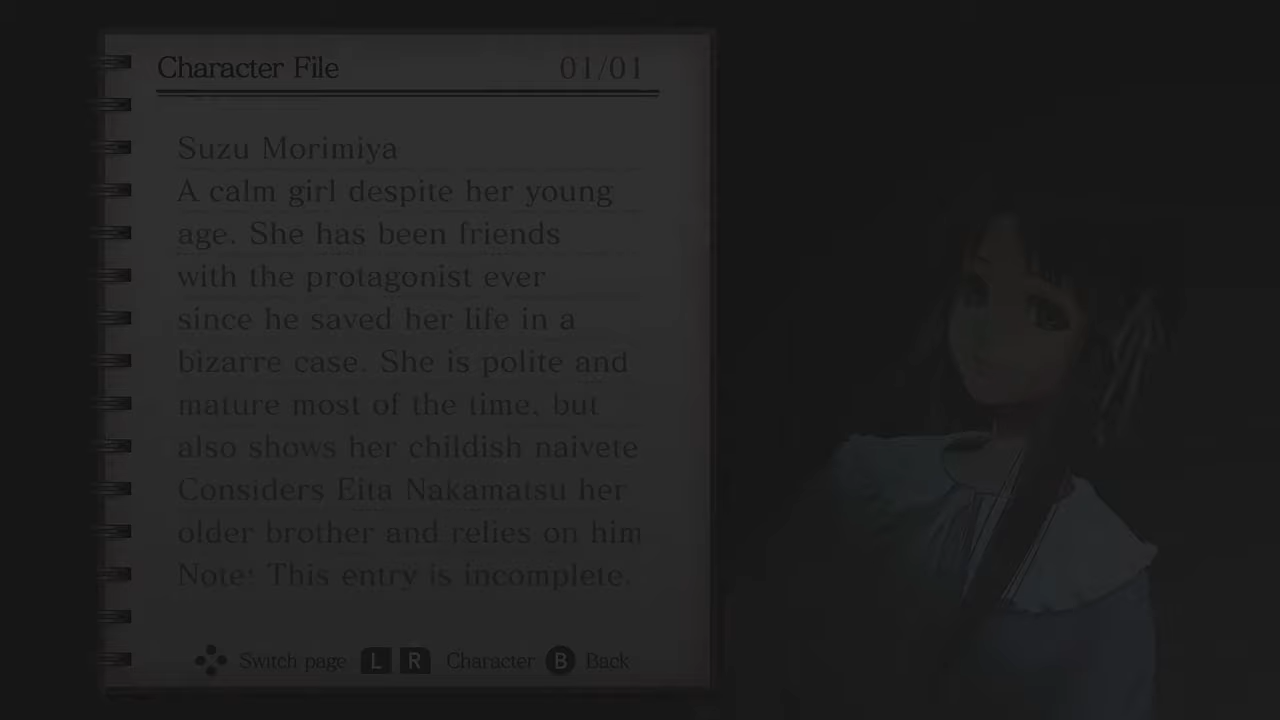 Character File 01/01
Suzu Morimiya
A calm girl despite her young
age. She has been friends
with the protagonist ever
since he saved her life in a
bizarre case. She is polite and
mature most of the time, but
also shows her childish naivete
Considers Eita Nakamatsu her
older brother and relies on him
Note: This entry is incomplete.
Switch page L R Character B Back